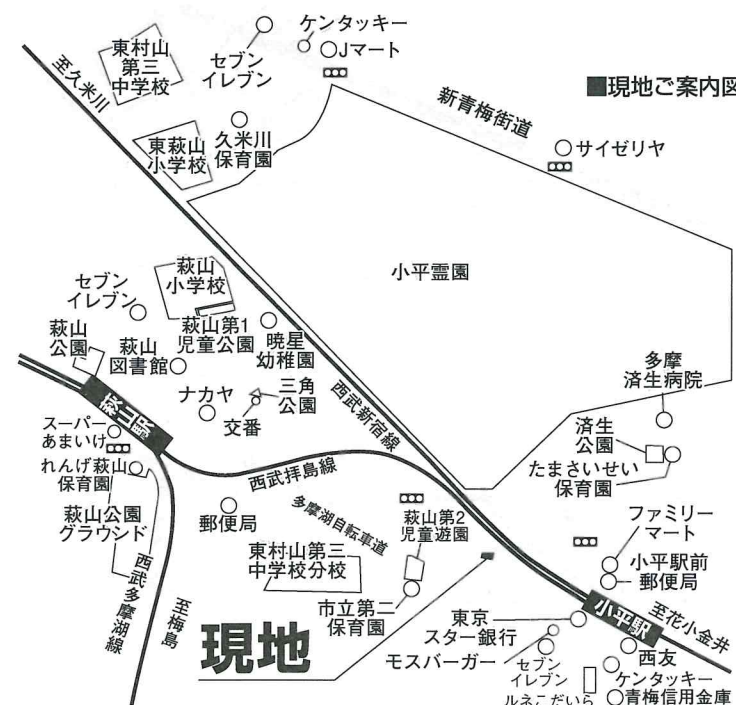 ケンタッキー
Jマート
セブン
イレブン
東村山
第三
中学校
■現地ご案内図
至久米川
新青梅街道
久米川
保育園
東萩山
小学校
サイゼリヤ
小平霊園
萩山
小学校
セブン
イレブン
萩山第1
児童公園
暁星
幼稚園
萩山
公園
萩山
図書館
多摩
済生病院
ナカヤ
三角
公園
交番
西武新宿線
萩山駅
スーパー
あまいけ
済生
公園
たまさいせい
保育園
れんげ萩山
保育園
西武拝島線
萩山公園
グラウンド
郵便局
多摩湖自転車道
萩山第2
児童遊園
ファミリー
マート
東村山第三
中学校分校
小平駅前
郵便局
西武多摩湖線
至梅島
市立第二
保育園
小平駅
至花小金井
現地
東京
スター銀行
モスバーガー
セブン
イレブン
西友
ルネこだいら
ケンタッキー
青梅信用金庫